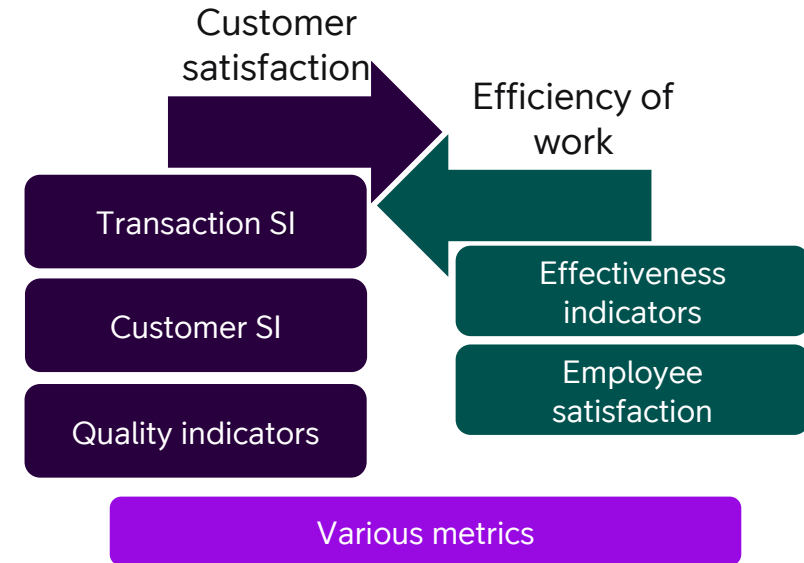 Customer
satisfaction
Efficiency of
work
Transaction SI
Customer SI
Quality indicators
Effectiveness
indicators
Employee
satisfaction
Various metrics